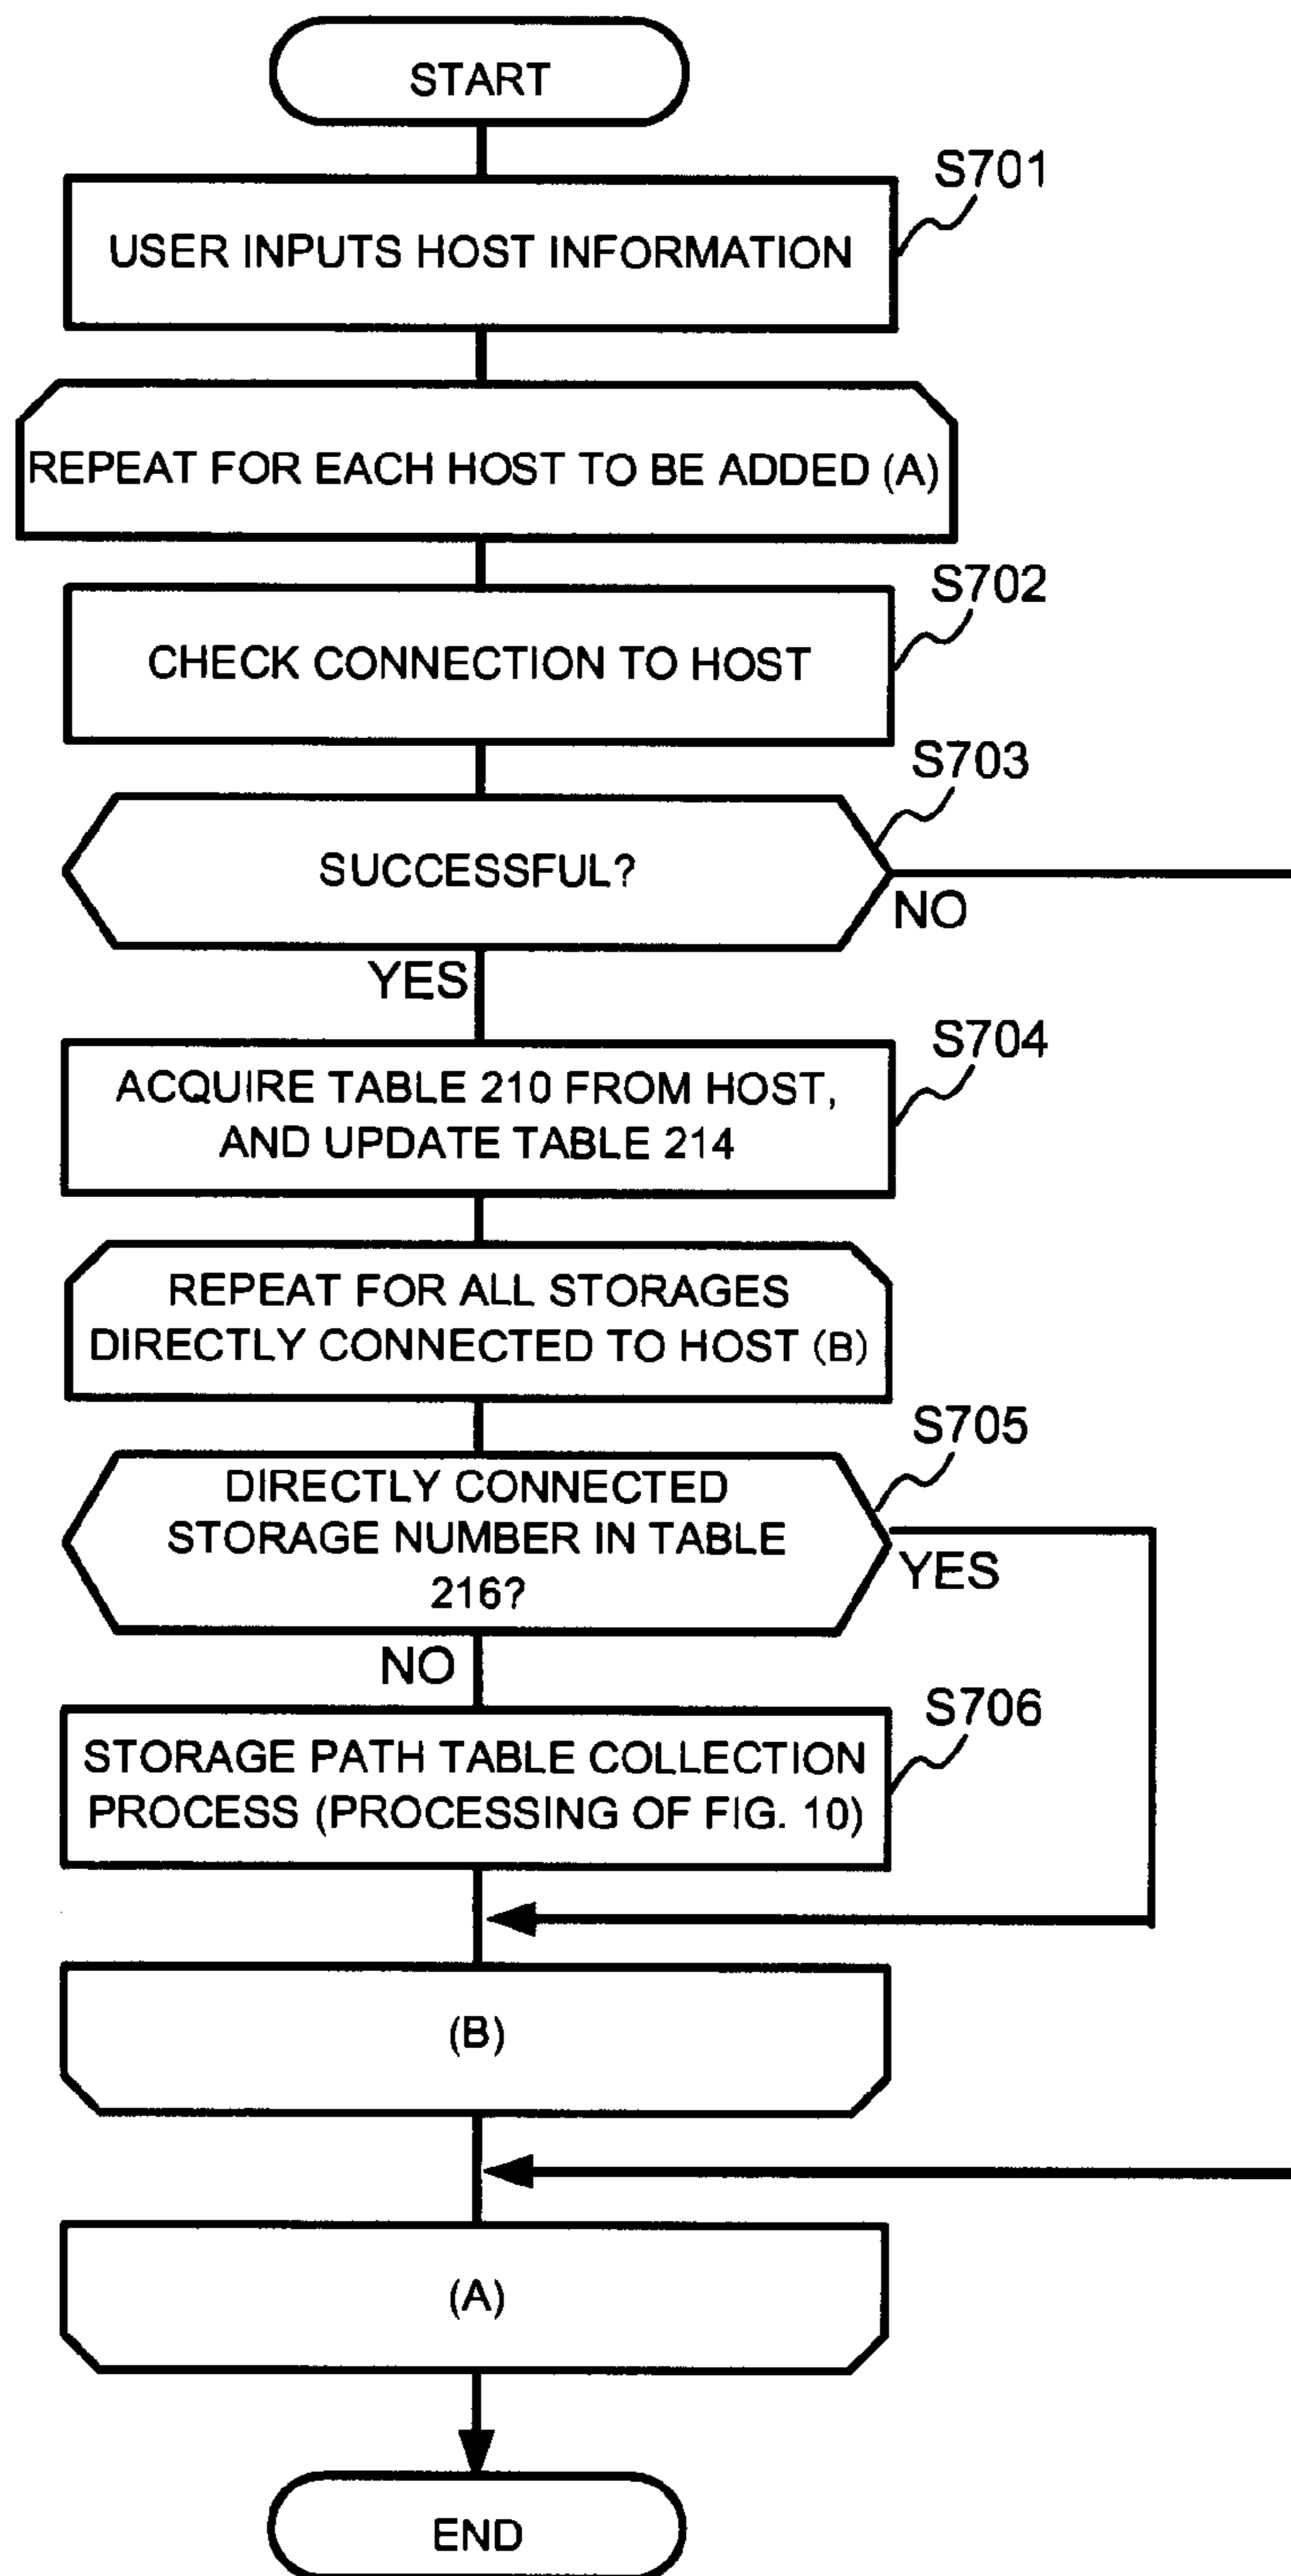 START
S701
USER INPUTS HOST INFORMATION
REPEAT FOR EACH HOST TO BE ADDED (A)
S702
CHECK CONNECTION TO HOST
S703
SUCCESSFUL?
NO
YES
S704
ACQUIRE TABLE 210 FROM HOST,
AND UPDATE TABLE 214
REPEAT FOR ALL STORAGES
DIRECTLY CONNECTED TO HOST (B)
S705
DIRECTLY CONNECTED
STORAGE NUMBER IN TABLE
216?
YES
NO
S706
STORAGE PATH TABLE COLLECTION
PROCESS (PROCESSING OF FIG. 10)
(B)
(A)
END